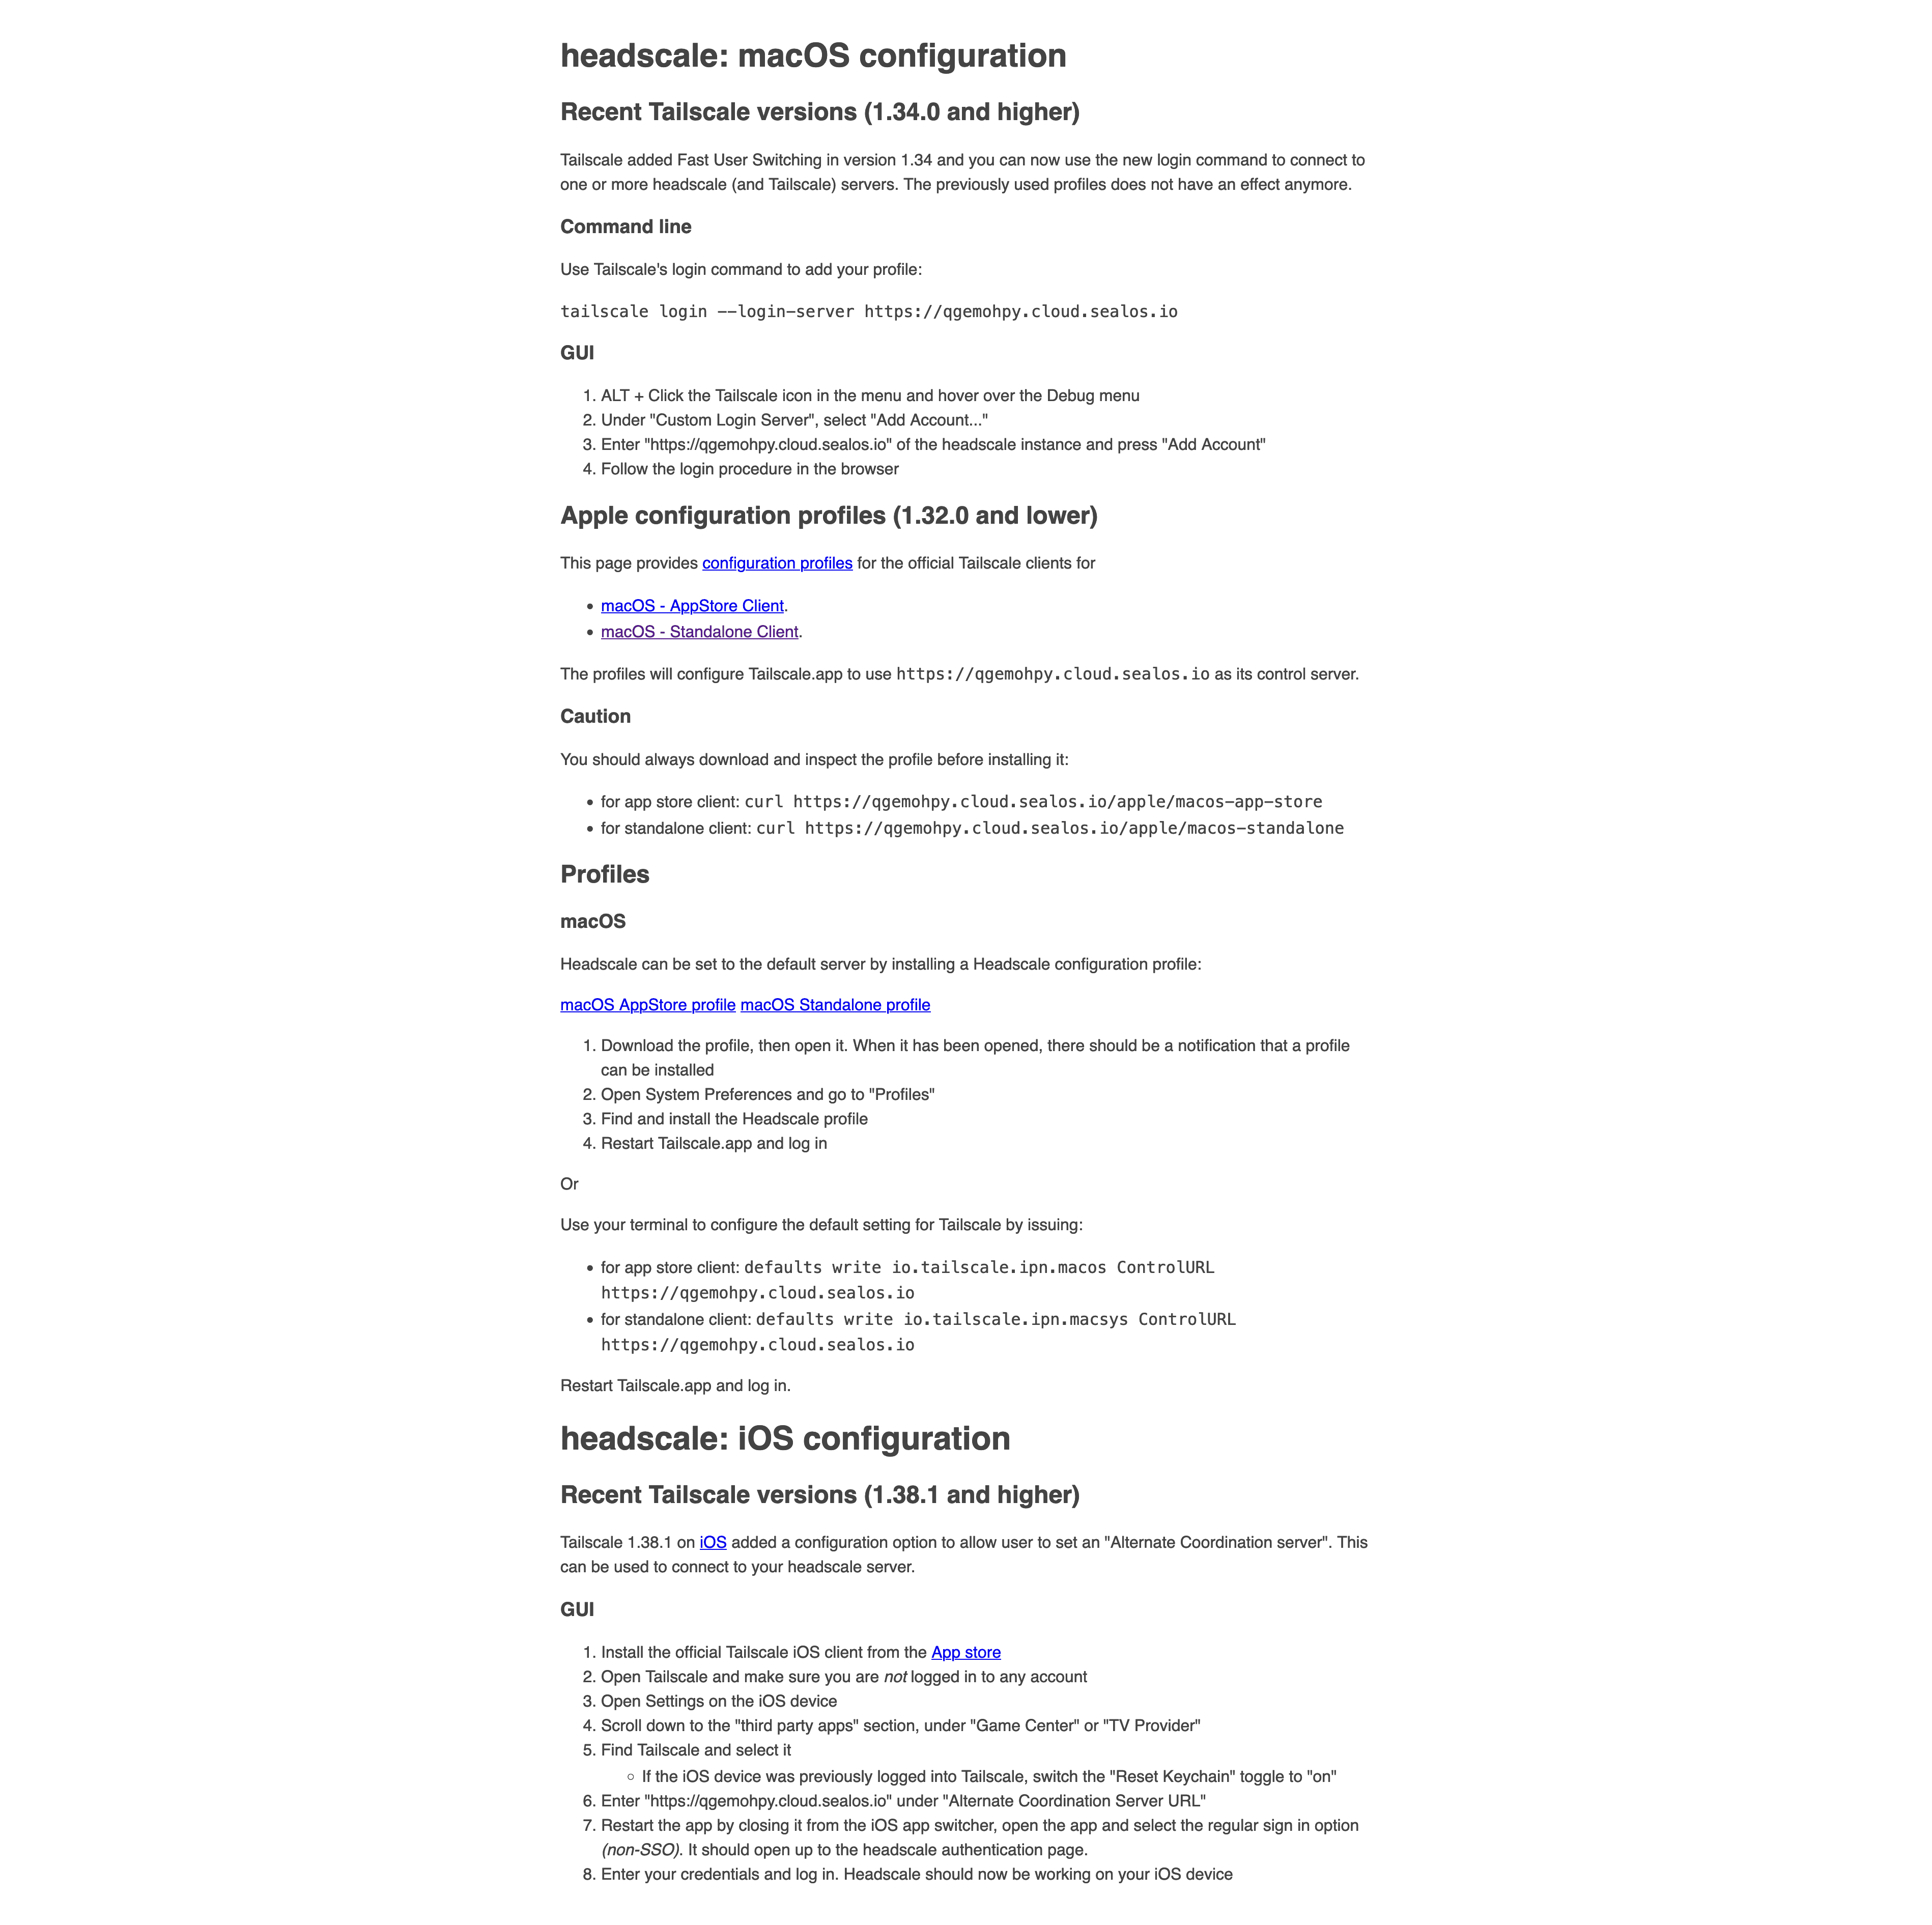 headscale: macOS configuration
Recent Tailscale versions (1.34.0 and higher)
Tailscale added Fast User Switching in version 1.34 and you can now use the new login command to connect to
one or more headscale (and Tailscale) servers. The previously used profiles does not have an effect anymore.
Command line
Use Tailscale's login command to add your profile:
tailscale login --login-server https://qgemohpy.cloud.sealos.io
GUI
1. ALT + Click the Tailscale icon in the menu and hover over the Debug menu
2. Under "Custom Login Server", select "Add Account..."
3. Enter "https://qgemohpy.cloud.sealos.io" of the headscale instance and press "Add Account"
4. Follow the login procedure in the browser
Apple configuration profiles (1.32.0 and lower)
This page provides configuration profiles for the official Tailscale clients for
• macOS - AppStore Client.
• macOS - Standalone Client.
The profiles will configure Tailscale.app to use https://qgemohpy.cloud.sealos.io as its control server.
Caution
You should always download and inspect the profile before installing it:
• for app store client: curl https://qgemohpy.cloud.sealos.io/apple/macos-app-store
• for standalone client: curl https://qgemohpy.cloud.sealos.io/apple/macos-standalone
Profiles
macOS
Headscale can be set to the default server by installing a Headscale configuration profile:
macOS AppStore profile macOS Standalone profile
1. Download the profile, then open it. When it has been opened, there should be a notification that a profile
can be installed
2. Open System Preferences and go to "Profiles"
3. Find and install the Headscale profile
4. Restart Tailscale.app and log in
Or
Use your terminal to configure the default setting for Tailscale by issuing:
• for app store client: defaults write io.tailscale.ipn.macos ControlURL
https://qgemohpy.cloud.sealos.io
• for standalone client: defaults write io.tailscale.ipn.macsys ControlURL
https://qgemohpy.cloud.sealos.io
Restart Tailscale.app and log in.
headscale: iOS configuration
Recent Tailscale versions (1.38.1 and higher)
Tailscale 1.38.1 on iOS added a configuration option to allow user to set an "Alternate Coordination server". This
can be used to connect to your headscale server.
GUI
1. Install the official Tailscale iOS client from the App store
2. Open Tailscale and make sure you are not logged in to any account
3. Open Settings on the iOS device
4. Scroll down to the "third party apps" section, under "Game Center" or "TV Provider"
5. Find Tailscale and select it
◦ If the iOS device was previously logged into Tailscale, switch the "Reset Keychain" toggle to "on"
6. Enter "https://qgemohpy.cloud.sealos.io" under "Alternate Coordination Server URL"
7. Restart the app by closing it from the iOS app switcher, open the app and select the regular sign in option
(non-SSO). It should open up to the headscale authentication page.
8. Enter your credentials and log in. Headscale should now be working on your iOS device